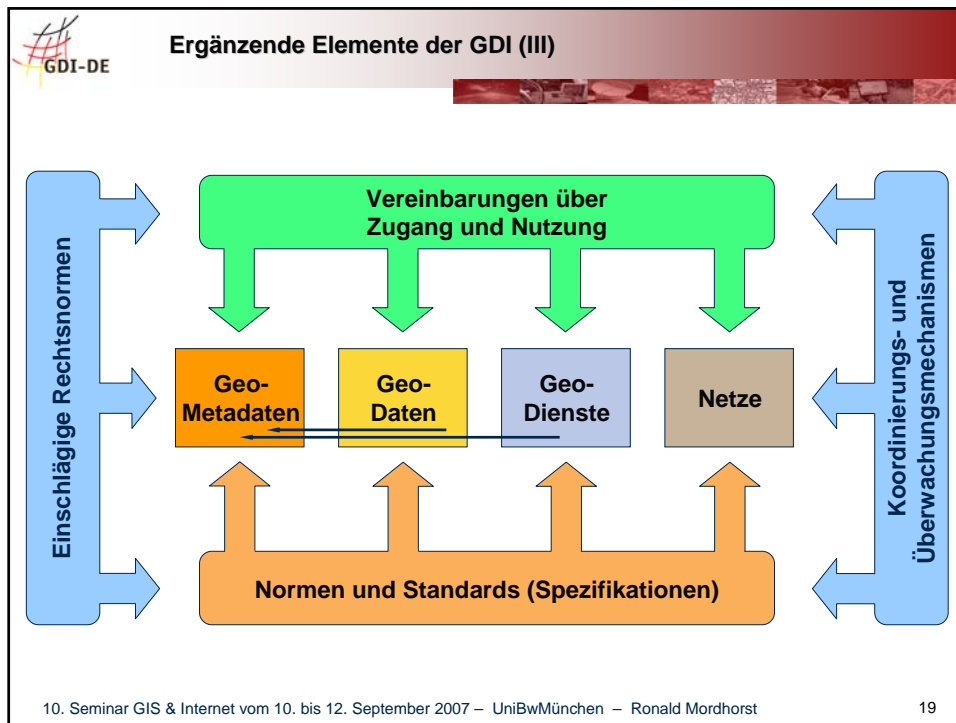 GDI-DE
Ergänzende Elemente der GDI (III)
Einschlägige Rechtsnormen
Vereinbarungen über
Zugang und Nutzung
Geo-
Metadaten
Geo-
Daten
Geo-
Dienste
Netze
Normen und Standards (Spezifikationen)
Koordinierungs- und
Überwachungsmechanismen
10. Seminar GIS & Internet vom 10. bis 12. September 2007 – UniBwMünchen – Ronald Mordhorst
19